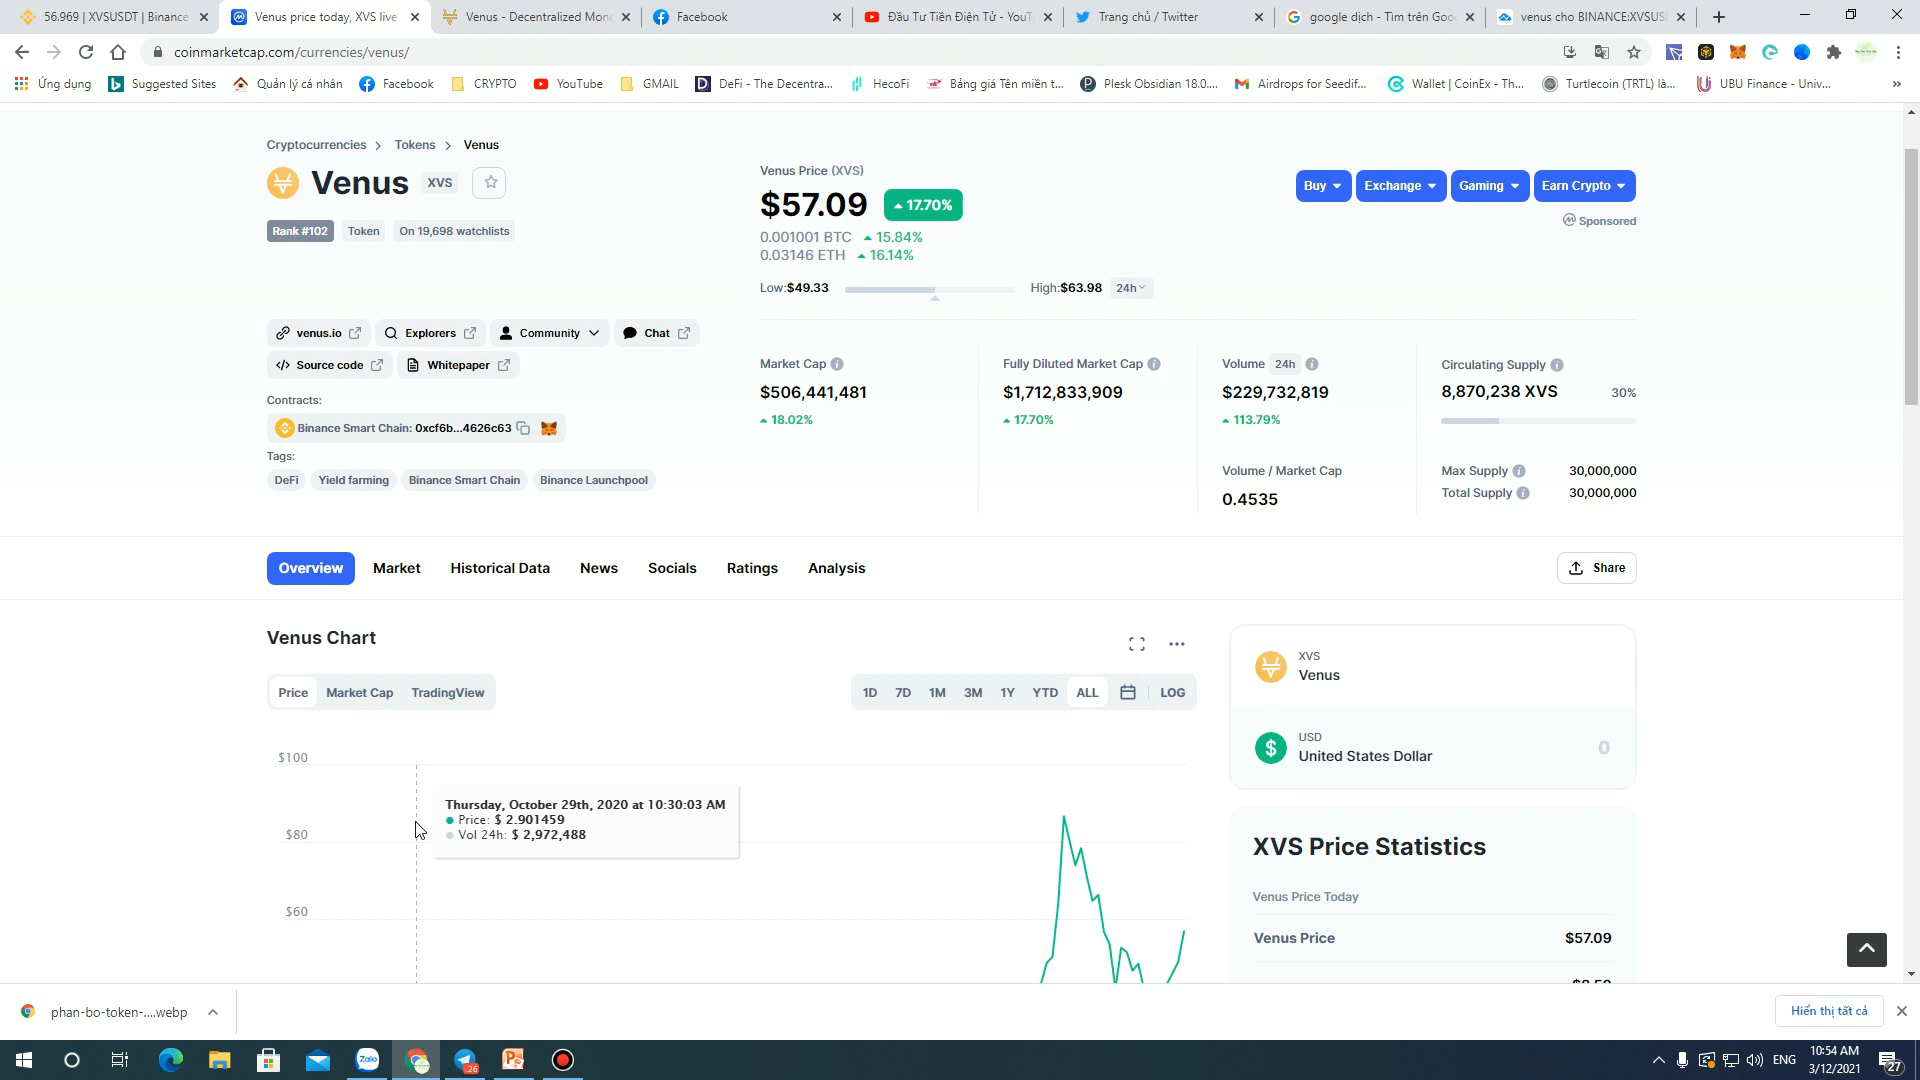 56.969 | XVSUSDT | Binance
Venus price today, XVS live
Venus - Decentralized Mon
Facebook
Đầu Tư Tiền Điện Tử - YouT
Trang chủ / Twitter
google dịch - Tìm trên Goo
venus cho BINANCE:XVSUS
coinmarketcap.com/currencies/venus/
Ứng dụng
Suggested Sites
Quản lý cá nhân
Facebook
CRYPTO
YouTube
GMAIL
DeFi - The Decentra...
HecoFi
Bảng giá Tên miền t...
Plesk Obsidian 18.0....
Airdrops for Seedif...
Wallet | CoinEx - Th...
Turtlecoin (TRTL) là...
UBU Finance - Univ...
»
Cryptocurrencies > Tokens > Venus
Venus XVS
Rank #102 Token On 19,698 watchlists
Venus Price (XVS)
$57.09 17.70%
0.001001 BTC 15.84%
0.03146 ETH 16.14%
Low:$49.33 High:$63.98 24h
Buy Exchange Gaming Earn Crypto
Sponsored
venus.io Explorers Community Chat
Source code Whitepaper
Contracts:
Binance Smart Chain: 0xcf6b...4626c63
Tags:
DeFi Yield farming Binance Smart Chain Binance Launchpool
Market Cap
$506,441,481
18.02%
Fully Diluted Market Cap
$1,712,833,909
17.70%
Volume 24h
$229,732,819
113.79%
Volume / Market Cap
0.4535
Circulating Supply
8,870,238 XVS 30%
Max Supply 30,000,000
Total Supply 30,000,000
Overview Market Historical Data News Socials Ratings Analysis Share
Venus Chart
Price Market Cap TradingView
1D 7D 1M 3M 1Y YTD ALL LOG
$100
$80
$60
Thursday, October 29th, 2020 at 10:30:03 AM
Price: $ 2.901459
Vol 24h: $ 2,972,488
XVS
Venus
USD
United States Dollar 0
XVS Price Statistics
Venus Price Today
Venus Price $57.09
phan-bo-token-....webp
Hiển thị tất cả
Zalo
.26
ENG
10:54 AM
3/12/2021
27